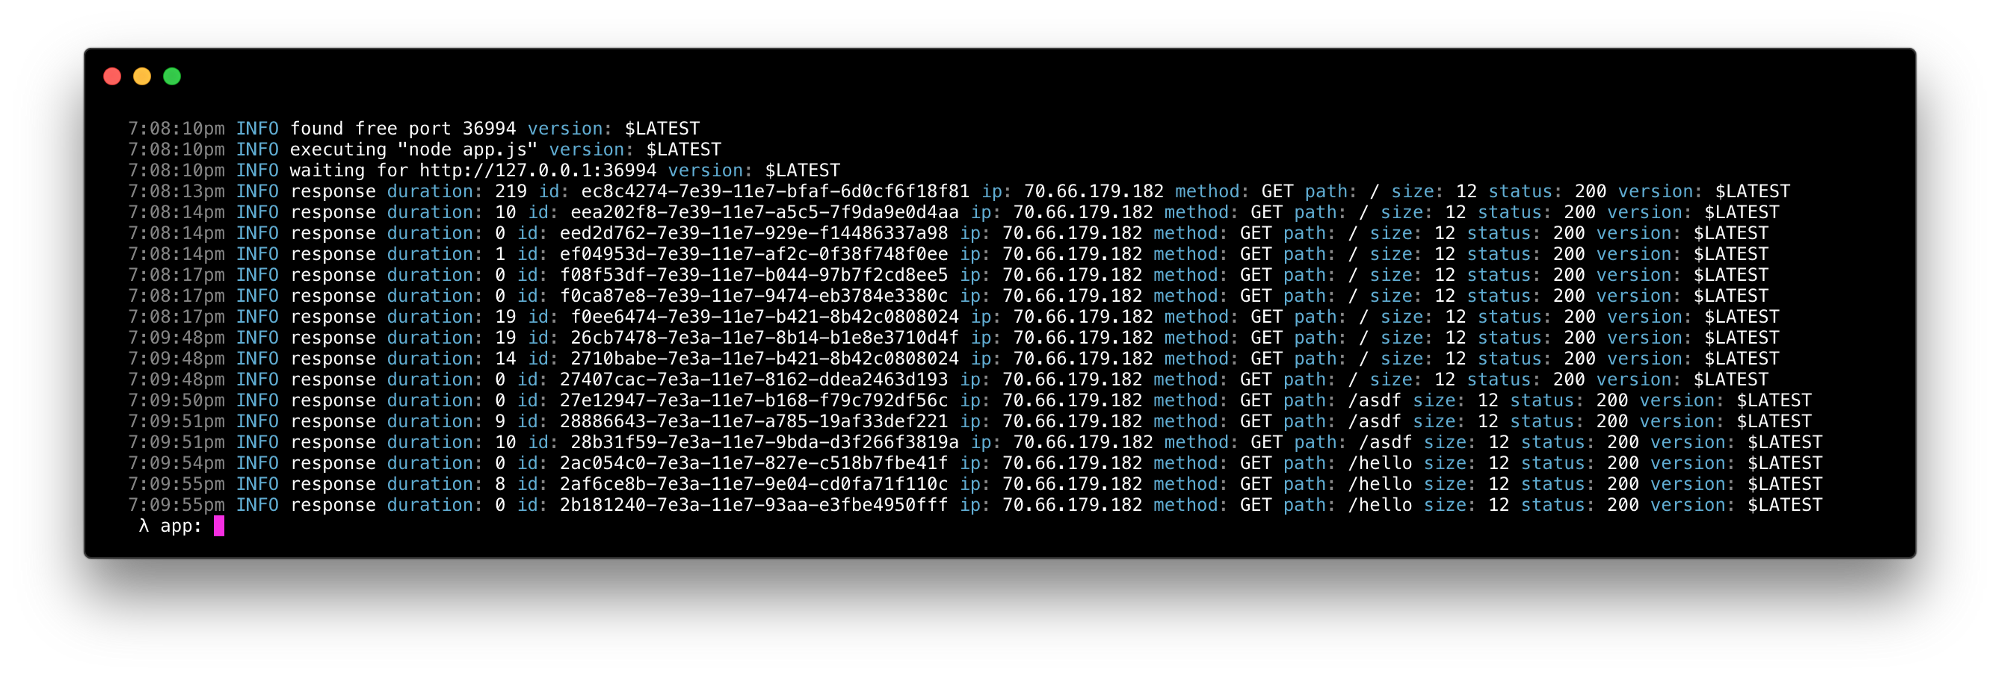 7:08:10pm INFO found free port 36994 version: $LATEST
7:08:10pm INFO executing "node app.js" version: $LATEST
7:08:10pm INFO waiting for http://127.0.0.1:36994 version: $LATEST
7:08:13pm INFO response duration: 219 id: ec8c4274-7e39-11e7-bfaf-6d0cf6f18f81 ip: 70.66.179.182 method: GET path: / size: 12 status: 200 version: $LATEST
7:08:14pm INFO response duration: 10 id: eea202f8-7e39-11e7-a5c5-7f9da9e0d4aa ip: 70.66.179.182 method: GET path: / size: 12 status: 200 version: $LATEST
7:08:14pm INFO response duration: 0 id: eed2d762-7e39-11e7-929e-f14486337a98 ip: 70.66.179.182 method: GET path: / size: 12 status: 200 version: $LATEST
7:08:14pm INFO response duration: 1 id: ef04953d-7e39-11e7-af2c-0f38f748f0ee ip: 70.66.179.182 method: GET path: / size: 12 status: 200 version: $LATEST
7:08:17pm INFO response duration: 0 id: f08f53df-7e39-11e7-b044-97b7f2cd8ee5 ip: 70.66.179.182 method: GET path: / size: 12 status: 200 version: $LATEST
7:08:17pm INFO response duration: 0 id: f0ca87e8-7e39-11e7-9474-eb3784e3380c ip: 70.66.179.182 method: GET path: / size: 12 status: 200 version: $LATEST
7:08:17pm INFO response duration: 19 id: f0ee6474-7e39-11e7-b421-8b42c0808024 ip: 70.66.179.182 method: GET path: / size: 12 status: 200 version: $LATEST
7:09:48pm INFO response duration: 19 id: 26cb7478-7e3a-11e7-8b14-b1e8e3710d4f ip: 70.66.179.182 method: GET path: / size: 12 status: 200 version: $LATEST
7:09:48pm INFO response duration: 14 id: 2710babe-7e3a-11e7-b421-8b42c0808024 ip: 70.66.179.182 method: GET path: / size: 12 status: 200 version: $LATEST
7:09:48pm INFO response duration: 0 id: 27407cac-7e3a-11e7-8162-ddea2463d193 ip: 70.66.179.182 method: GET path: / size: 12 status: 200 version: $LATEST
7:09:50pm INFO response duration: 0 id: 27e12947-7e3a-11e7-b168-f79c792df56c ip: 70.66.179.182 method: GET path: /asdf size: 12 status: 200 version: $LATEST
7:09:51pm INFO response duration: 9 id: 28886643-7e3a-11e7-a785-19af33def221 ip: 70.66.179.182 method: GET path: /asdf size: 12 status: 200 version: $LATEST
7:09:51pm INFO response duration: 10 id: 28b31f59-7e3a-11e7-9bda-d3f266f3819a ip: 70.66.179.182 method: GET path: /asdf size: 12 status: 200 version: $LATEST
7:09:54pm INFO response duration: 0 id: 2ac054c0-7e3a-11e7-827e-c518b7fbe41f ip: 70.66.179.182 method: GET path: /hello size: 12 status: 200 version: $LATEST
7:09:55pm INFO response duration: 8 id: 2af6ce8b-7e3a-11e7-9e04-cd0fa71f110c ip: 70.66.179.182 method: GET path: /hello size: 12 status: 200 version: $LATEST
7:09:55pm INFO response duration: 0 id: 2b181240-7e3a-11e7-93aa-e3fbe4950fff ip: 70.66.179.182 method: GET path: /hello size: 12 status: 200 version: $LATEST
λ app: